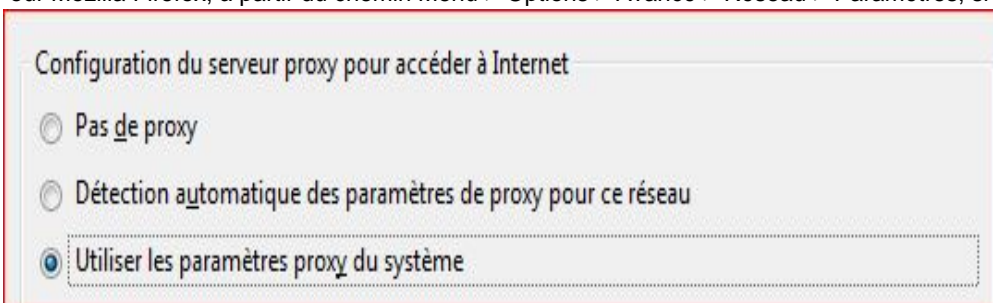 Configuration du serveur proxy pour accéder à Internet
Pas de proxy
Détection automatique des paramètres de proxy pour ce réseau
Utiliser les paramètres proxy du système